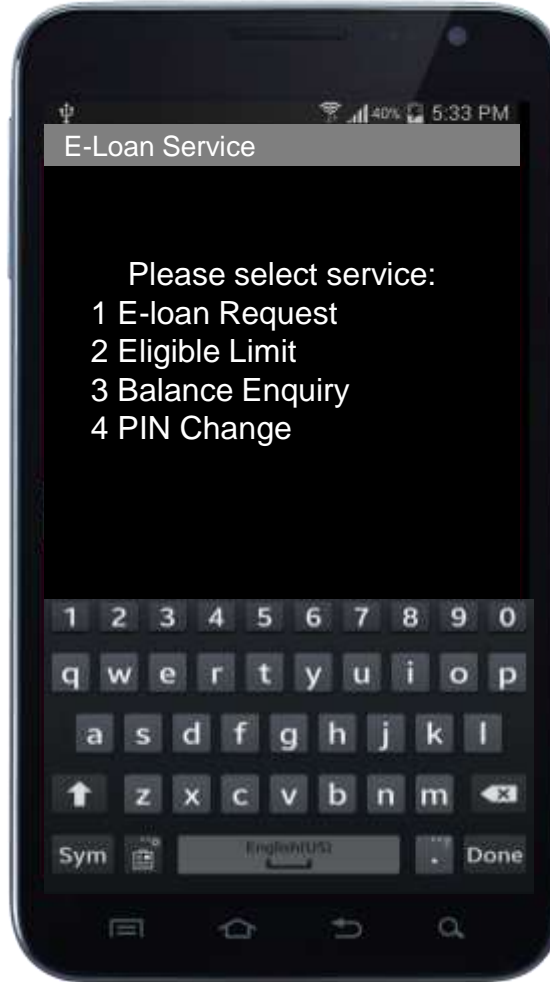 40% 5:33 PM
E-Loan Service
Please select service:
1 E-loan Request
2 Eligible Limit
3 Balance Enquiry
4 PIN Change
1 2 3 4 5 6 7 8 9 0
q w e r t y u i o p
a s d f g h j k l
z x c v b n m
Sym English(US) . Done